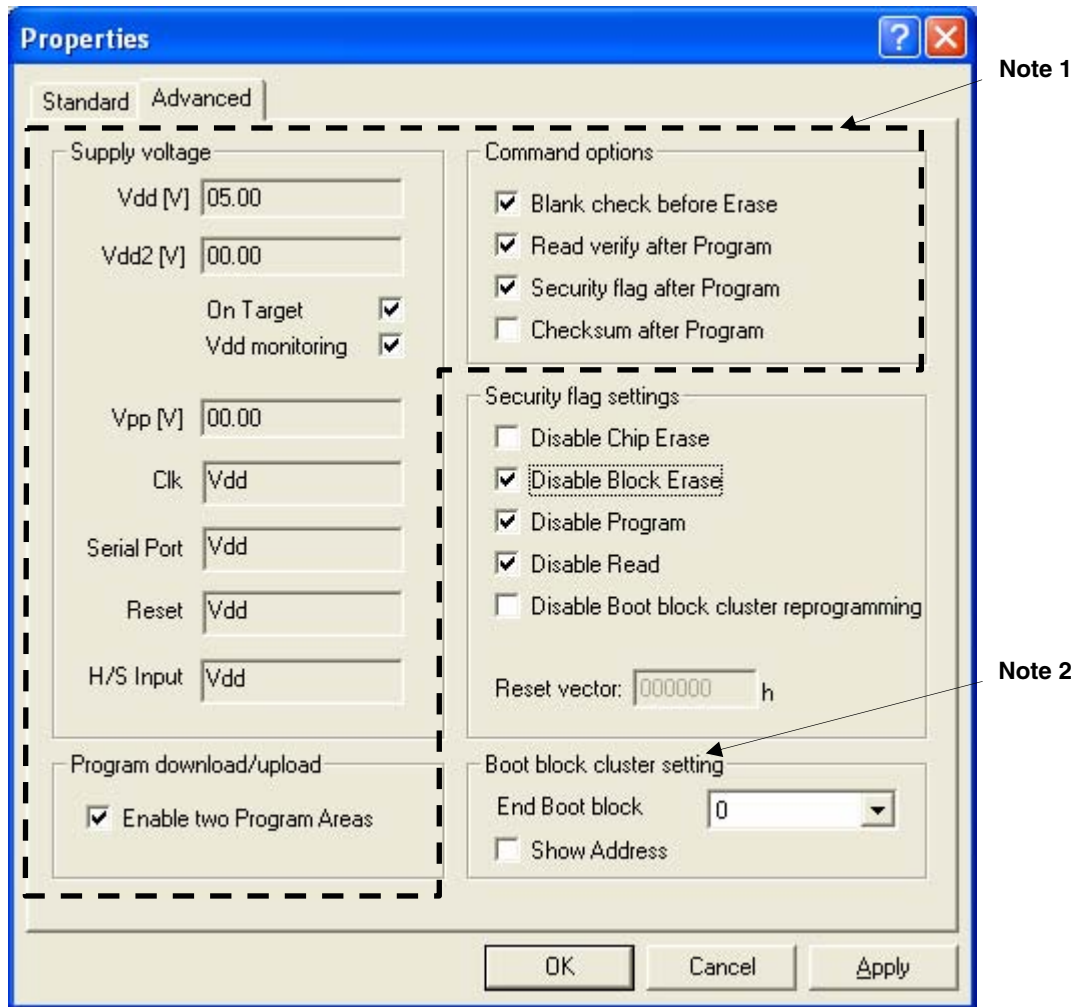 Properties
Note 1
Standard
Advanced
Supply voltage
Vdd [V] 05.00
Vdd2 [V] 00.00
On Target
Vdd monitoring
Vpp [V] 00.00
Clk Vdd
Serial Port Vdd
Reset Vdd
H/S Input Vdd
Program download/upload
Enable two Program Areas
Command options
Blank check before Erase
Read verify after Program
Security flag after Program
Checksum after Program
Security flag settings
Disable Chip Erase
Disable Block Erase
Disable Program
Disable Read
Disable Boot block cluster reprogramming
Reset vector: 000000 h
Note 2
Boot block cluster setting
End Boot block 0
Show Address
OK
Cancel
Apply